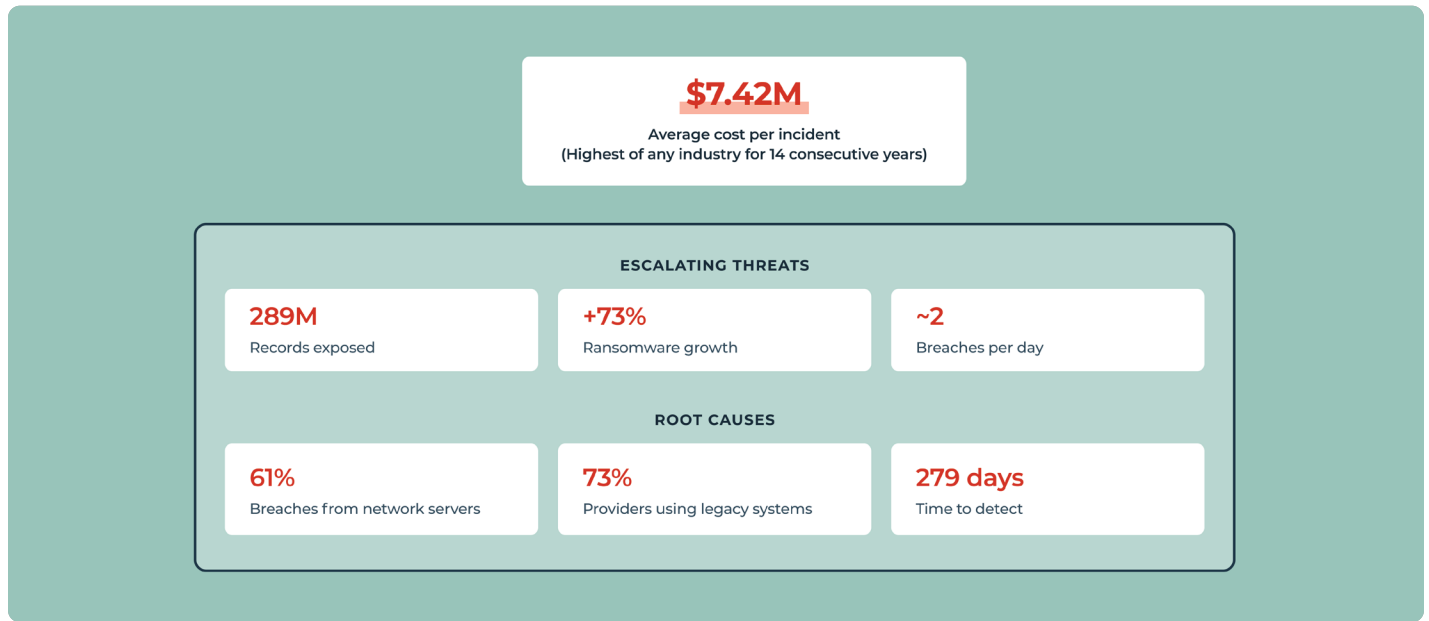 $7.42M
Average cost per incident
(Highest of any industry for 14 consecutive years)
ESCALATING THREATS
289M
Records exposed
+73%
Ransomware growth
~2
Breaches per day
ROOT CAUSES
61%
Breaches from network servers
73%
Providers using legacy systems
279 days
Time to detect